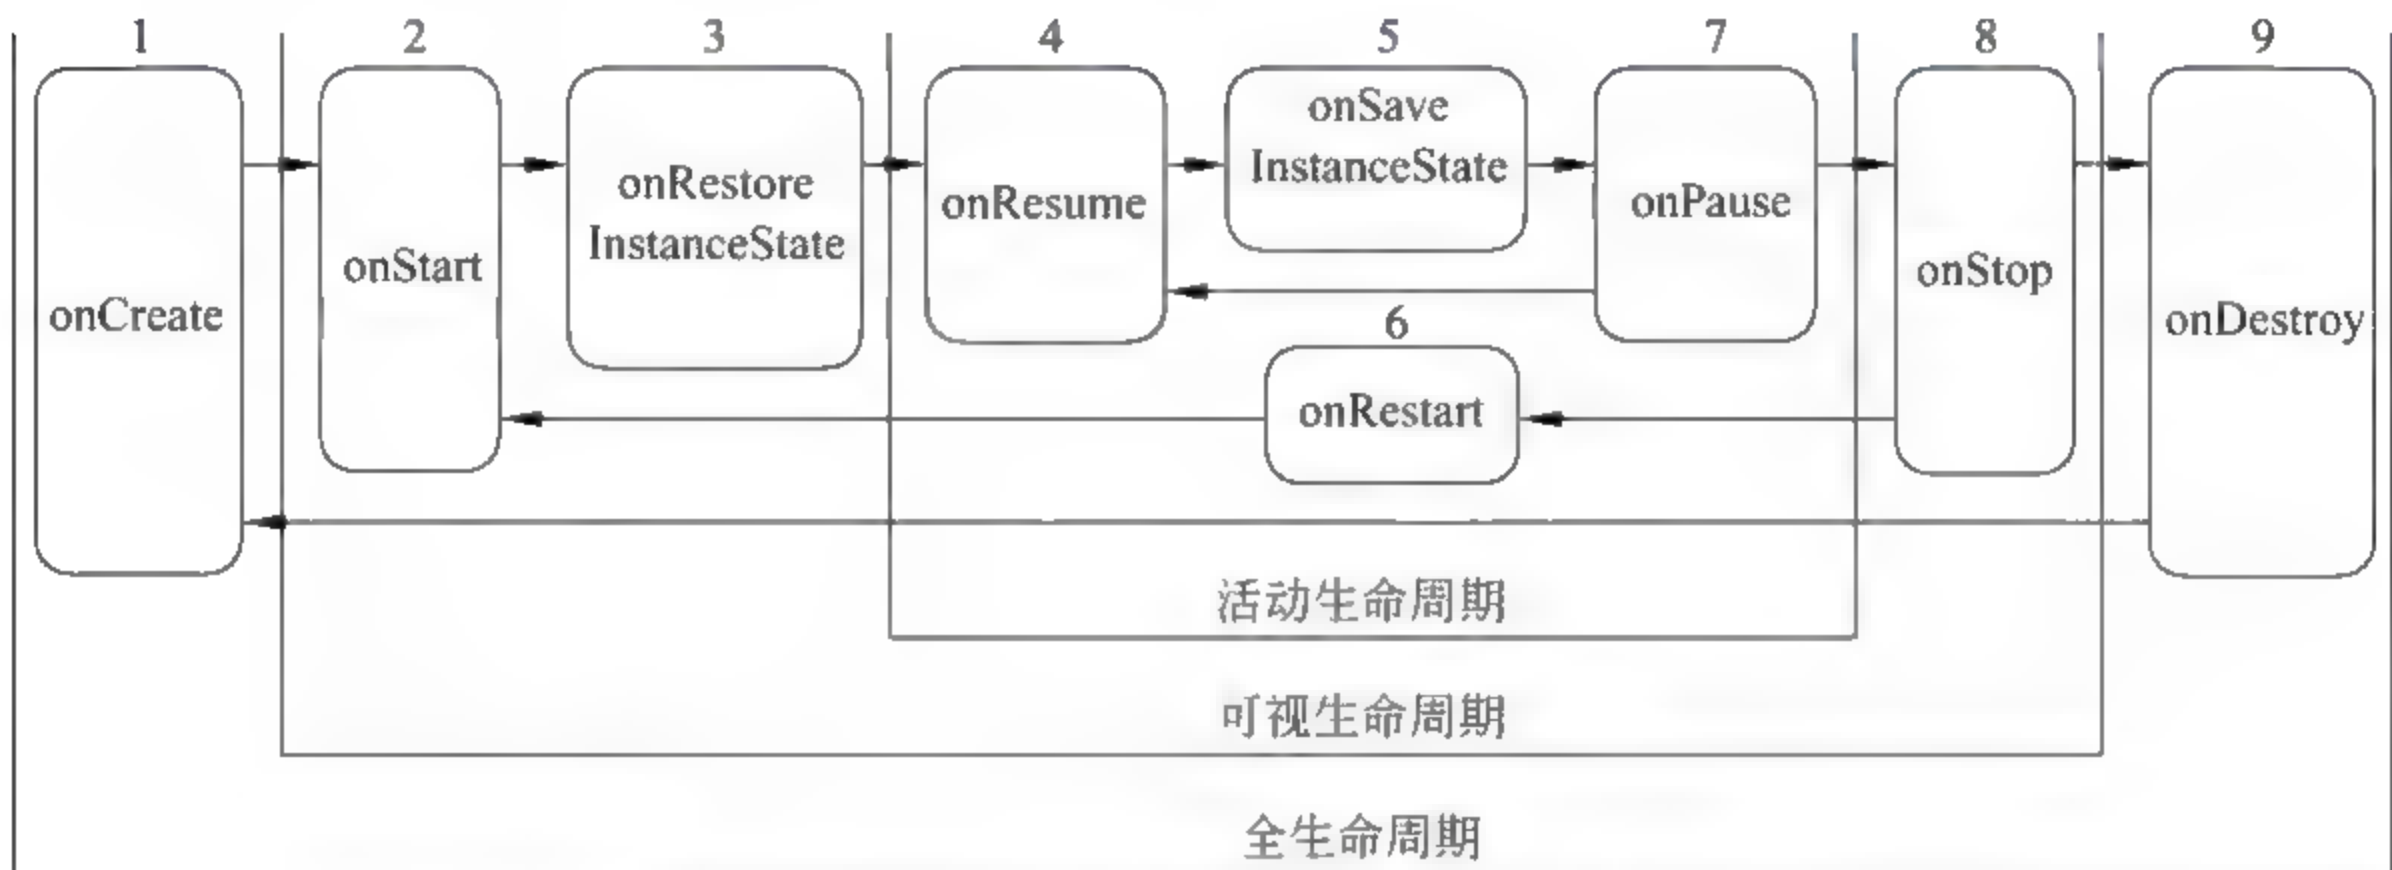 1
2
3
4
5
7
8
9
onCreate
onStart
onRestore
InstanceState
onResume
onSave
InstanceState
onPause
onStop
onDestroy
6
onRestart
活动生命周期
可视生命周期
全生命周期